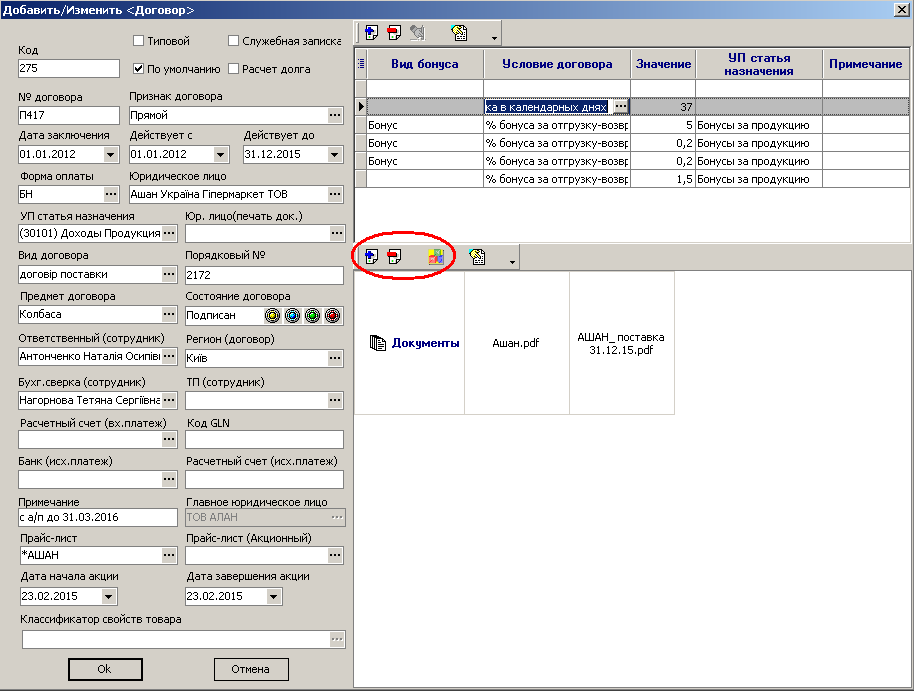 Добавить/Изменить <Договор>
Код
Типовой
Служебная записка
275
По умолчанию
Расчет долга
№ договора
Признак договора
П417
Прямой
Дата заключения
Действует с
Действует до
01.01.2012
01.01.2012
31.12.2015
Форма оплаты
Юридическое лицо
БН
Ашан Україна Гіпермаркет ТОВ
УП статья назначения
Юр. лицо(печать док.)
(30101) Доходы Продукция
Вид договора
Порядковый №
договір поставки
2172
Предмет договора
Состояние договора
Колбаса
Подписан
Ответственный (сотрудник)
Регион (договор)
Антонченко Наталія Осипівн
Київ
Бухг.сверка (сотрудник)
ТП (сотрудник)
Нагорнова Тетяна Сергіївна
Расчетный счет (вх.платеж)
Код GLN
Банк (исх.платеж)
Расчетный счет (исх.платеж)
Примечание
Главное юридическое лицо
с а/п до 31.03.2016
ТОВ АЛАН
Прайс-лист
Прайс-лист (Акционный)
*АШАН
Дата начала акции
Дата завершения акции
23.02.2015
23.02.2015
Классификатор свойств товара
Ok
Отмена
Вид бонуса
Условие договора
Значение
УП статья назначения
Примечание
ка в календарных днях
37
Бонус
% бонуса за отгрузку-возвр
5
Бонусы за продукцию
Бонус
% бонуса за отгрузку-возвр
0,2
Бонусы за продукцию
Бонус
% бонуса за отгрузку-возвр
0,2
Бонусы за продукцию
% бонуса за отгрузку-возвр
1,5
Бонусы за продукцию
Документы
Ашан.pdf
АШАН_ поставка
31.12.15.pdf